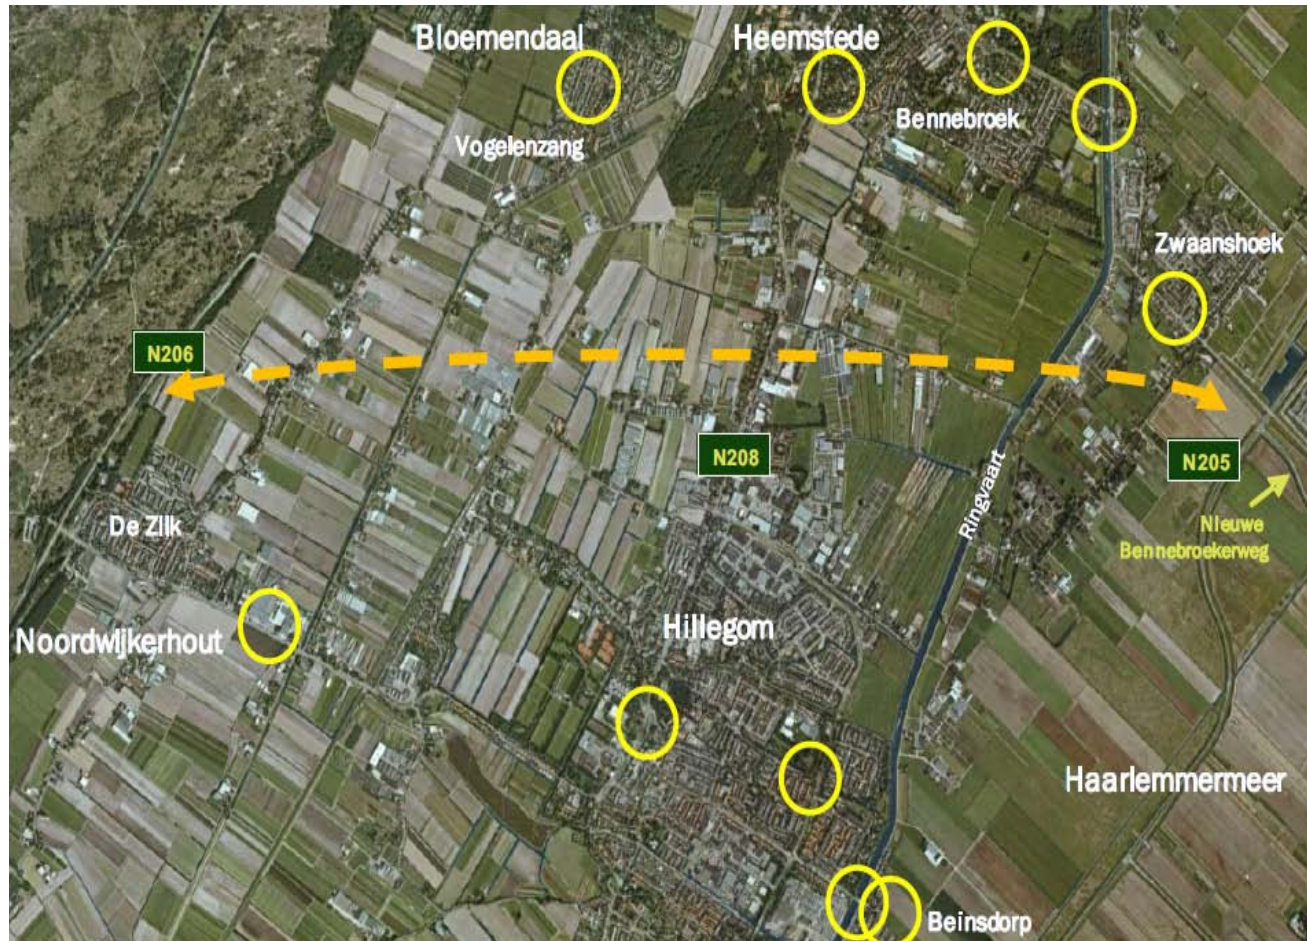 Bloemendaal
Heemstede
Bennebroek
Vogelenzang
Zwaanshoek
N206
N208
N205
Ringvaart
Nieuwe
Bennebroekerweg
De Zilk
Noordwijkerhout
Hillegom
Haarlemmermeer
Beinsdorp